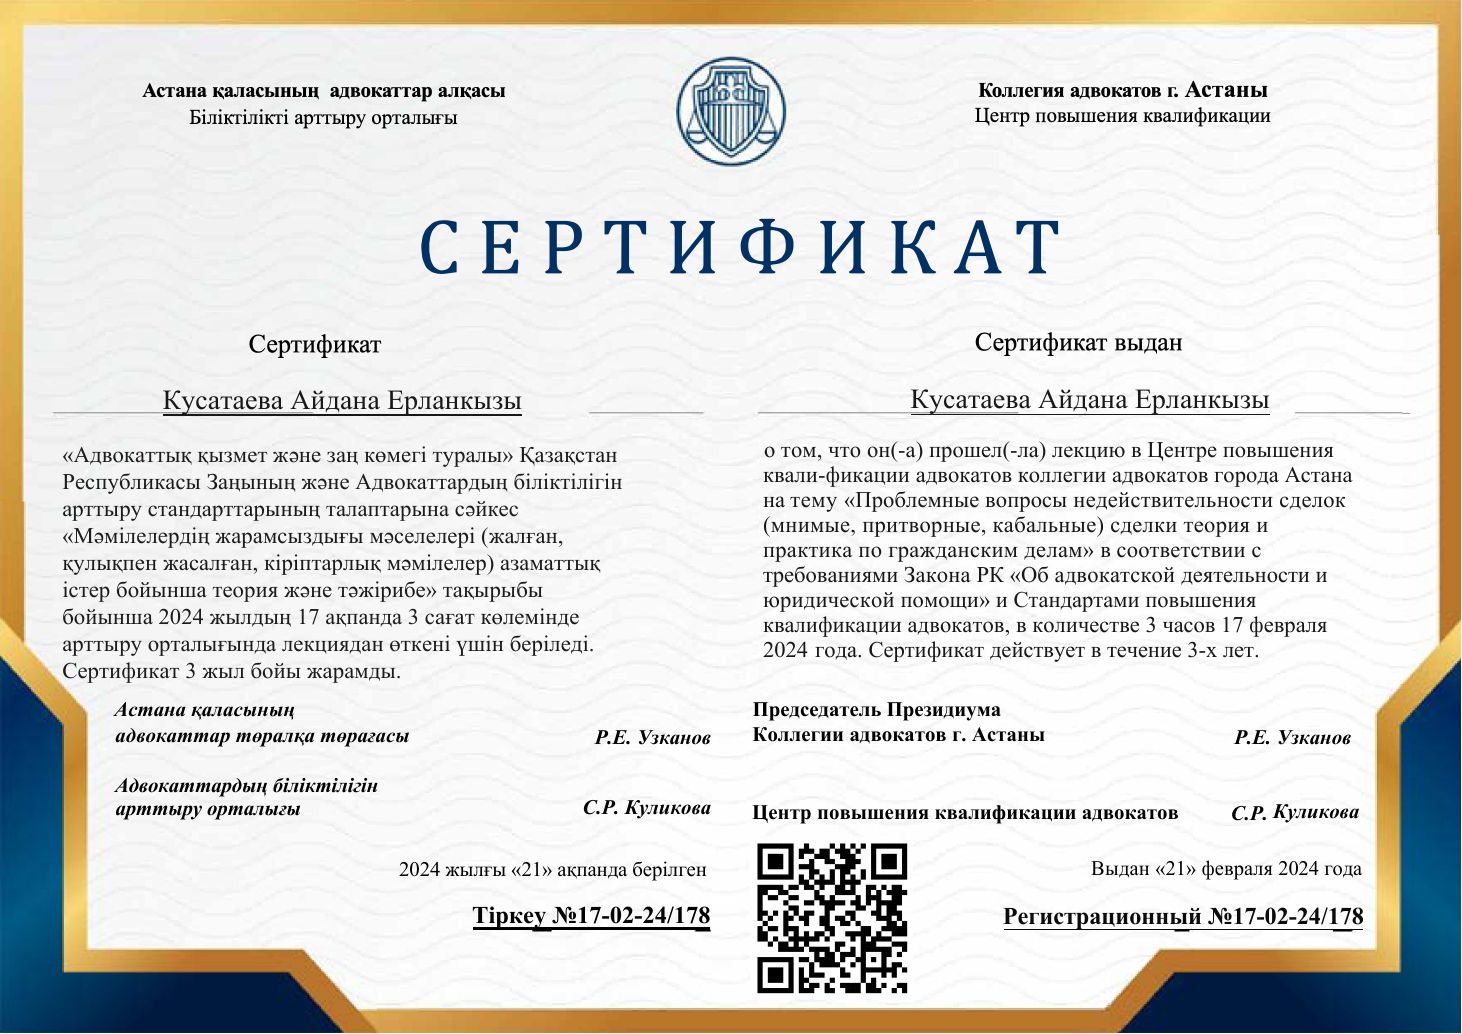 Астана қаласының адвокаттар алқасы
Біліктілікті арттыру орталығы
Коллегия адвокатов г. Астаны
Центр повышения квалификации
СЕРТИФИКАТ
Сертификат
Кусатаева Айдана Ерланкызы
«Адвокаттық қызмет және заң көмегі туралы» Қазақстан
Республикасы Заңының және Адвокаттардың біліктілігін
арттыру стандарттарының талаптарына сәйкес
«Мәмілелердің жарамсыздығы мәселелері (жалған,
қулықпен жасалған, кіріптарлық мәмілелер) азаматтық
істер бойынша теория және тәжірибе» тақырыбы
бойынша 2024 жылдың 17 ақпанда 3 сағат көлемінде
арттыру орталығында лекциядан өткені үшін беріледі.
Сертификат 3 жыл бойы жарамды.
Астана қаласының
адвокаттар төралқа төрағасы
Р.Е. Узканов
Адвокаттардың біліктілігін
арттыру орталығы
С.Р. Куликова
2024 жылғы «21» ақпанда берілген
Тіркеу №17-02-24/178
Сертификат выдан
Кусатаева Айдана Ерланкызы
о том, что он(-а) прошел(-ла) лекцию в Центре повышения
квали-фикации адвокатов коллегии адвокатов города Астана
на тему «Проблемные вопросы недействительности сделок
(мнимые, притворные, кабальные) сделки теория и
практика по гражданским делам» в соответствии с
требованиями Закона РК «Об адвокатской деятельности и
юридической помощи» и Стандартами повышения
квалификации адвокатов, в количестве 3 часов 17 февраля
2024 года. Сертификат действует в течение 3-х лет.
Председатель Президиума
Коллегии адвокатов г. Астаны
Р.Е. Узканов
Центр повышения квалификации адвокатов
С.Р. Куликова
Выдан «21» февраля 2024 года
Регистрационный №17-02-24/178